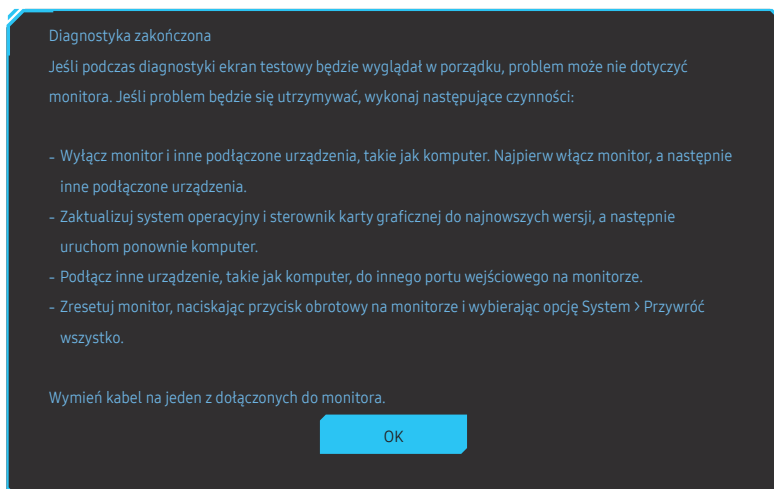 Diagnostyka zakończona
Jeśli podczas diagnostyki ekran testowy będzie wyglądał w porządku, problem może nie dotyczyć
monitora. Jeśli problem będzie się utrzymywać, wykonaj następujące czynności:
- Wyłącz monitor i inne podłączone urządzenia, takie jak komputer. Najpierw włącz monitor, a następnie
inne podłączone urządzenia.
- Zaktualizuj system operacyjny i sterownik karty graficznej do najnowszych wersji, a następnie
uruchom ponownie komputer.
- Podłącz inne urządzenie, takie jak komputer, do innego portu wejściowego na monitorze.
- Zresetuj monitor, naciskając przycisk obrotowy na monitorze i wybierając opcję System > Przywróć
wszystko.
Wymień kabel na jeden z dołączonych do monitora.
OK